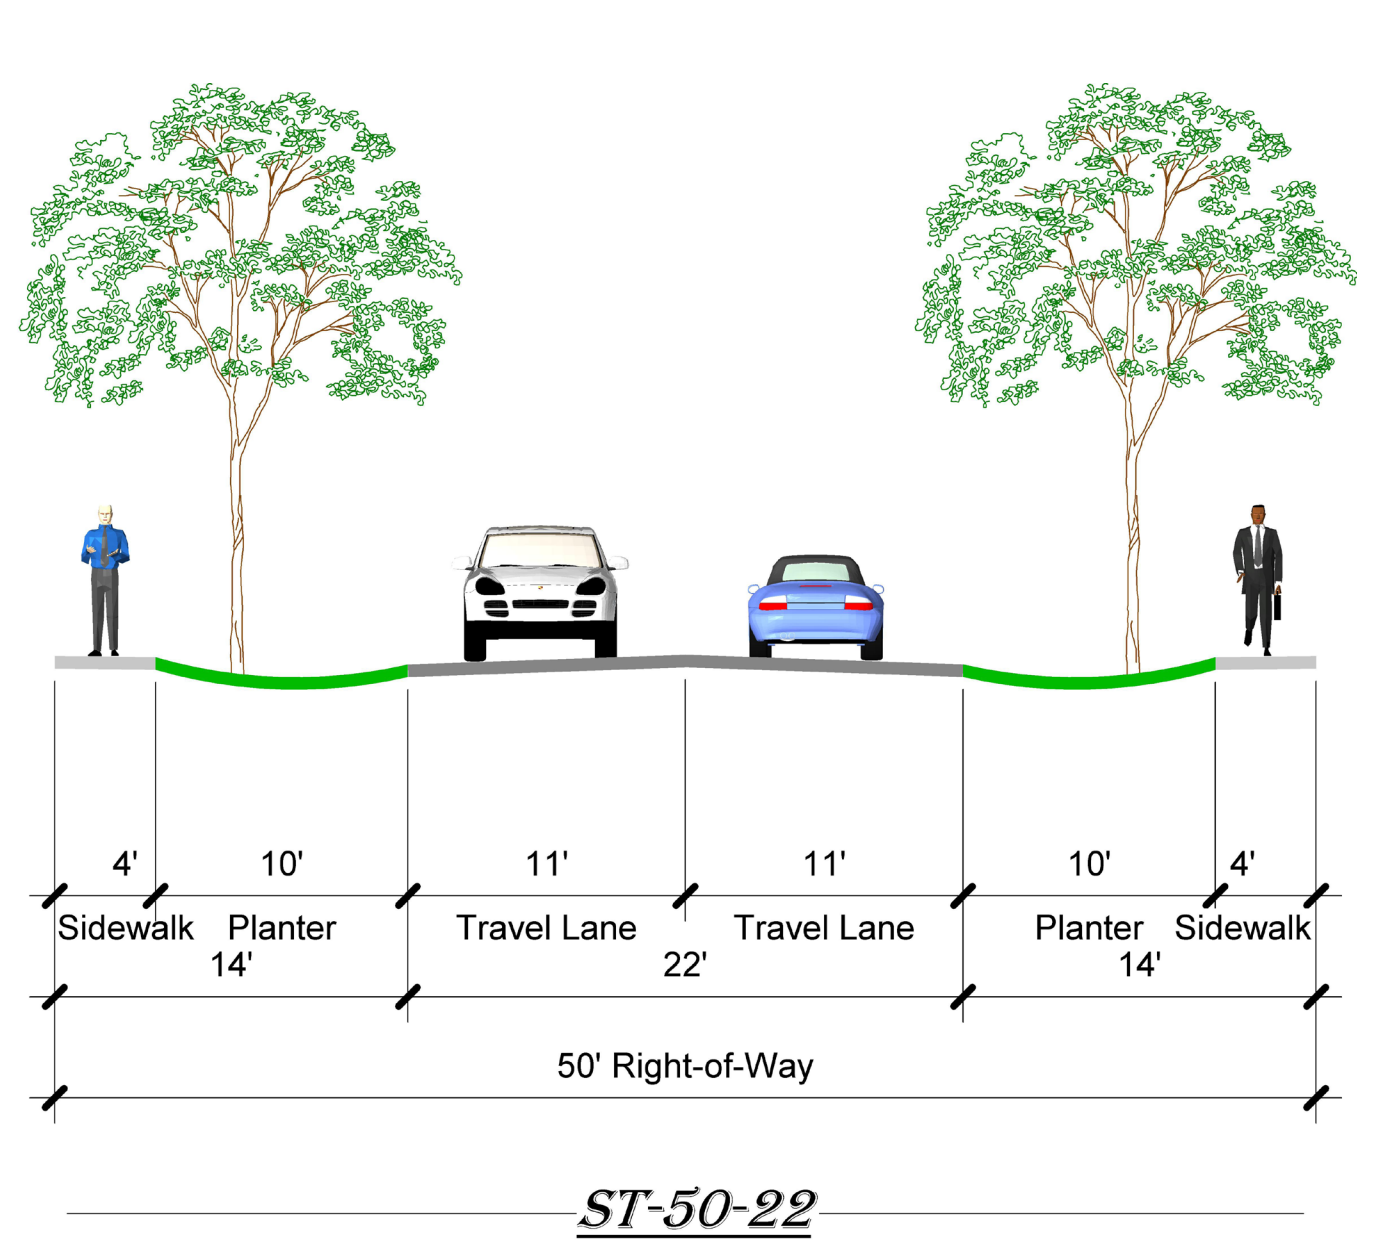 4' 10' 11' 11' 10' 4'
Sidewalk Planter Travel Lane Travel Lane Planter Sidewalk
14' 22' 14'
50' Right-of-Way
ST-50-22